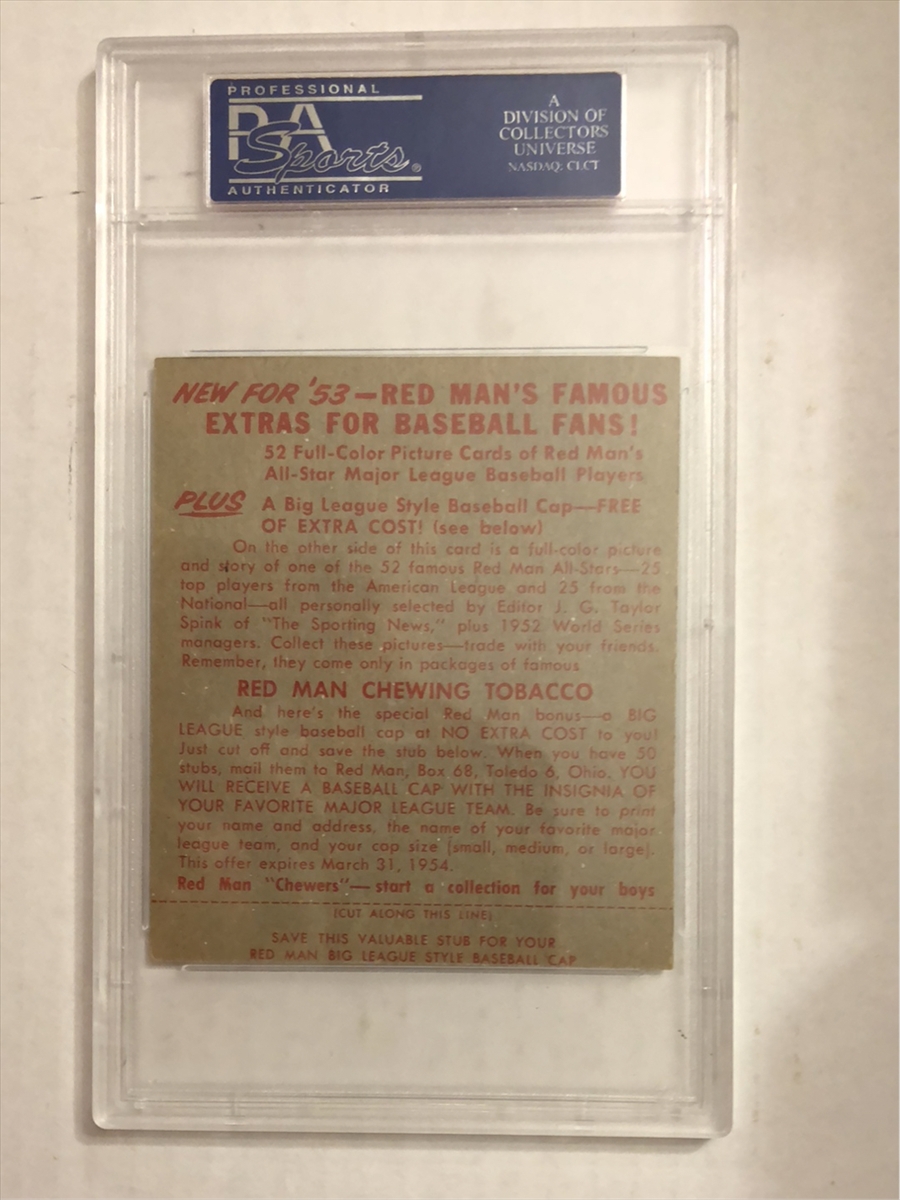 PROFESSIONAL
PSA
Sports®
AUTHENTICATOR
A
DIVISION OF
COLLECTORS
UNIVERSE
NASDAQ: CLCT
NEW FOR '53—RED MAN'S FAMOUS
EXTRAS FOR BASEBALL FANS!
52 Full-Color Picture Cards of Red Man's
All-Star Major League Baseball Players
PLUS A Big League Style Baseball Cap—FREE
OF EXTRA COST! (see below)
On the other side of this card is a full-color picture
and story of one of the 52 famous Red Man All-Stars—25
top players from the American League and 25 from the
National—all personally selected by Editor J. G. Taylor
Spink of "The Sporting News," plus 1952 World Series
managers. Collect these pictures—trade with your friends.
Remember, they come only in packages of famous
RED MAN CHEWING TOBACCO
And here's the special Red Man bonus—a BIG
LEAGUE style baseball cap at NO EXTRA COST to you!
Just cut off and save the stub below. When you have 50
stubs, mail them to Red Man, Box 68, Toledo 6, Ohio. YOU
WILL RECEIVE A BASEBALL CAP WITH THE INSIGNIA OF
YOUR FAVORITE MAJOR LEAGUE TEAM. Be sure to print
your name and address, the name of your favorite major
league team, and your cap size (small, medium, or large).
This offer expires March 31, 1954.
Red Man "Chewers"—start a collection for your boys
(CUT ALONG THIS LINE)
SAVE THIS VALUABLE STUB FOR YOUR
RED MAN BIG LEAGUE STYLE BASEBALL CAP